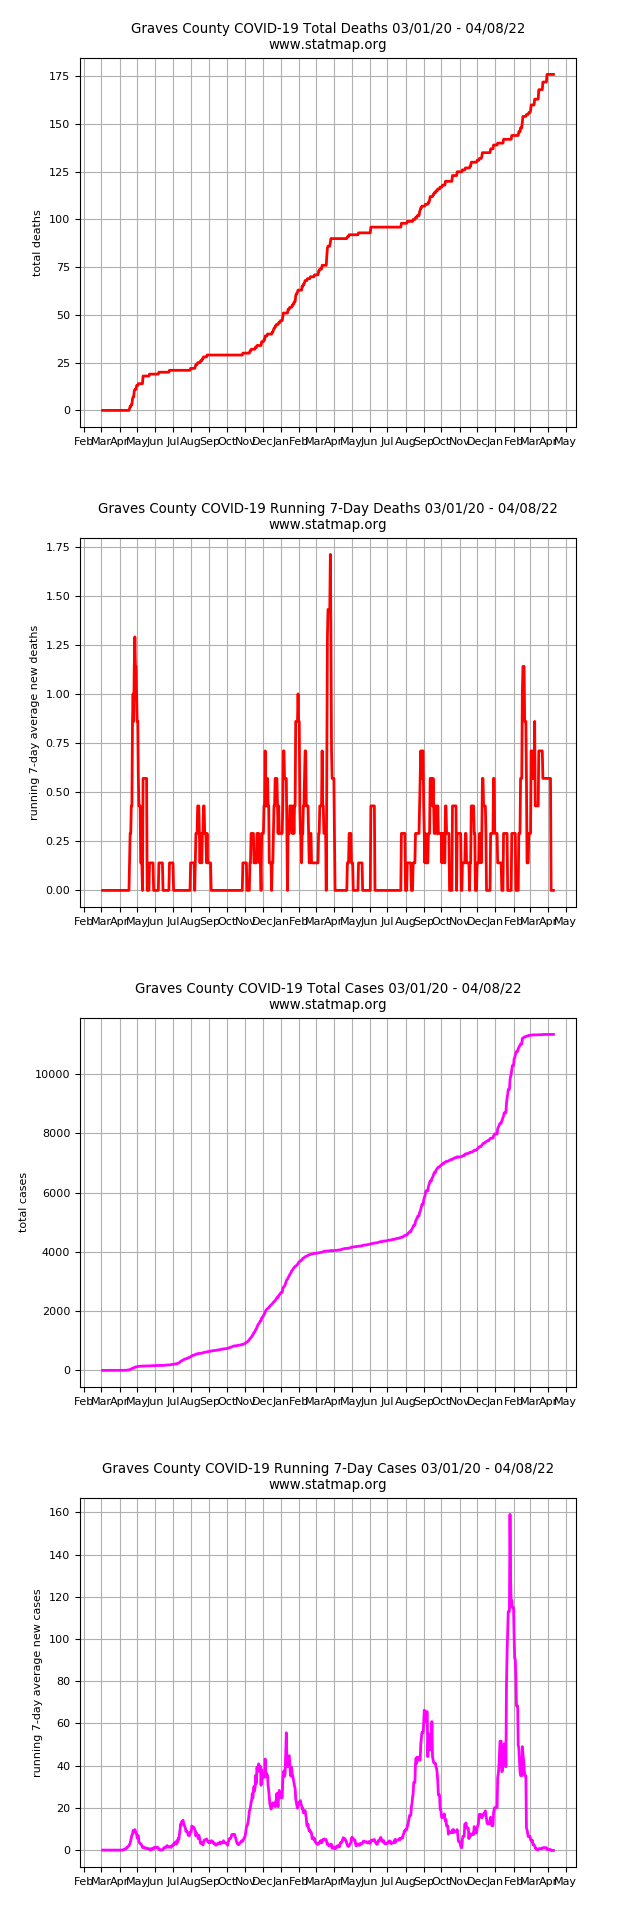 Graves County COVID-19 Total Deaths 03/01/20 - 04/08/22
www.statmap.org
175
150
125
100
75
50
25
0
total deaths
Feb Mar Apr May Jun Jul Aug Sep Oct Nov Dec Jan Feb Mar Apr May Jun Jul Aug Sep Oct Nov Dec Jan Feb Mar Apr May
Graves County COVID-19 Running 7-Day Deaths 03/01/20 - 04/08/22
www.statmap.org
1.75
1.50
1.25
1.00
0.75
0.50
0.25
0.00
running 7-day average new deaths
Feb Mar Apr May Jun Jul Aug Sep Oct Nov Dec Jan Feb Mar Apr May Jun Jul Aug Sep Oct Nov Dec Jan Feb Mar Apr May
Graves County COVID-19 Total Cases 03/01/20 - 04/08/22
www.statmap.org
10000
8000
6000
4000
2000
0
total cases
Feb Mar Apr May Jun Jul Aug Sep Oct Nov Dec Jan Feb Mar Apr May Jun Jul Aug Sep Oct Nov Dec Jan Feb Mar Apr May
Graves County COVID-19 Running 7-Day Cases 03/01/20 - 04/08/22
www.statmap.org
160
140
120
100
80
60
40
20
0
running 7-day average new cases
Feb Mar Apr May Jun Jul Aug Sep Oct Nov Dec Jan Feb Mar Apr May Jun Jul Aug Sep Oct Nov Dec Jan Feb Mar Apr May